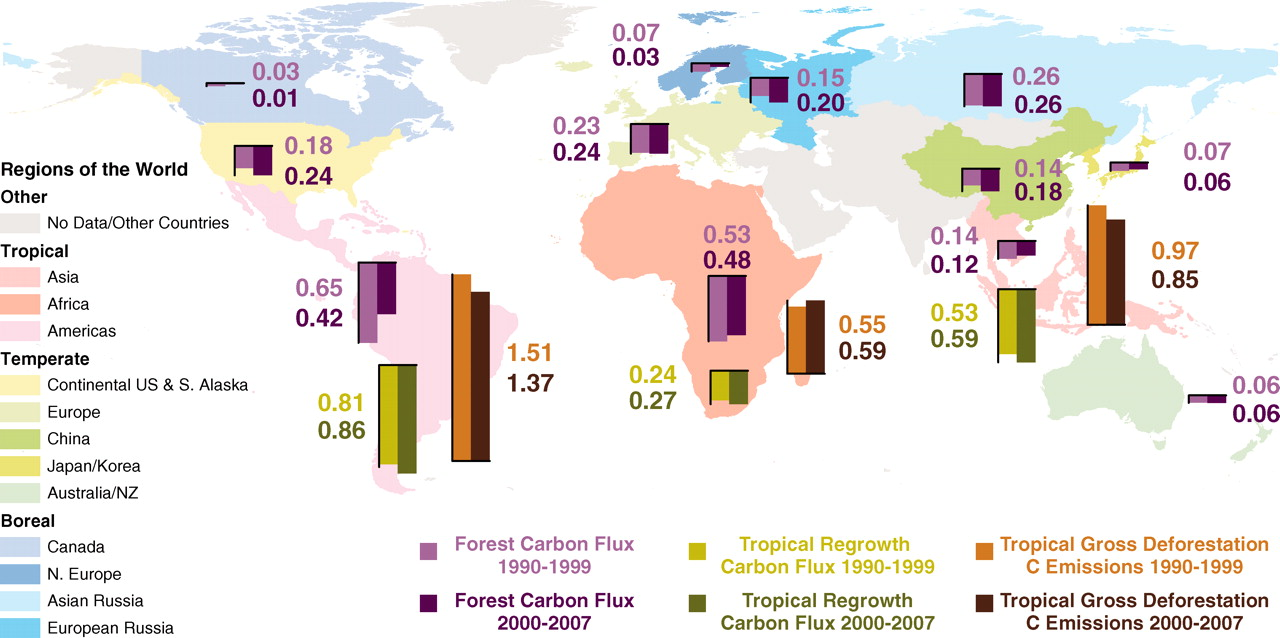 0.07
0.03
0.03
0.01
0.15
0.20
0.26
0.26
0.23
0.24
0.18
0.24
0.14
0.18
0.07
0.06
Regions of the World
Other
No Data/Other Countries
Tropical
Asia
Africa
Americas
Temperate
Continental US & S. Alaska
Europe
China
Japan/Korea
Australia/NZ
Boreal
Canada
N. Europe
Asian Russia
European Russia
0.65
0.42
0.81
0.86
1.51
1.37
0.53
0.48
0.24
0.27
0.55
0.59
0.14
0.12
0.53
0.59
0.97
0.85
0.06
0.06
Forest Carbon Flux
1990-1999
Forest Carbon Flux
2000-2007
Tropical Regrowth
Carbon Flux 1990-1999
Tropical Regrowth
Carbon Flux 2000-2007
Tropical Gross Deforestation
C Emissions 1990-1999
Tropical Gross Deforestation
C Emissions 2000-2007